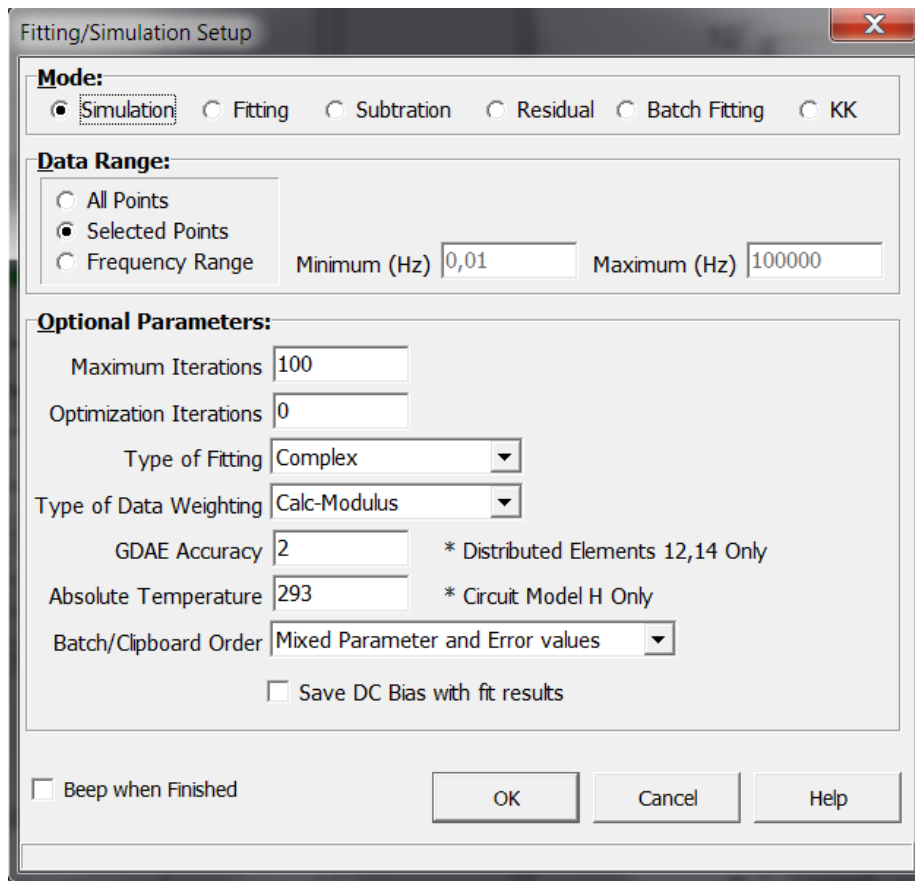 Fitting/Simulation Setup
X
Mode:
Simulation Fitting Subtration Residual Batch Fitting KK
Data Range:
All Points
Selected Points
Frequency Range Minimum (Hz) 0,01 Maximum (Hz) 100000
Optional Parameters:
Maximum Iterations 100
Optimization Iterations 0
Type of Fitting Complex
Type of Data Weighting Calc-Modulus
GDAE Accuracy 2 * Distributed Elements 12,14 Only
Absolute Temperature 293 * Circuit Model H Only
Batch/Clipboard Order Mixed Parameter and Error values
Save DC Bias with fit results
Beep when Finished OK Cancel Help